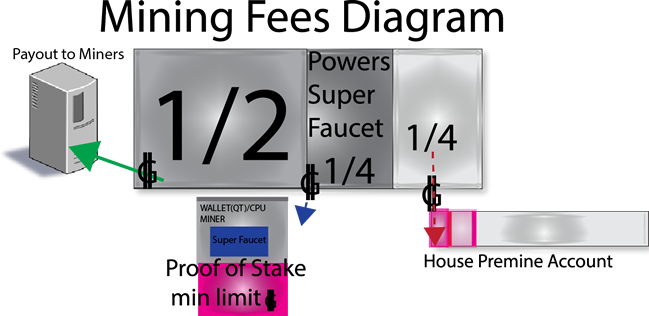 Mining Fees Diagram
Payout to Miners
1/2
Powers
Super
Faucet
1/4
1/4
WALLET(QT)/CPU
MINER
Super Faucet
Proof of Stake
min limit
House Premine Account